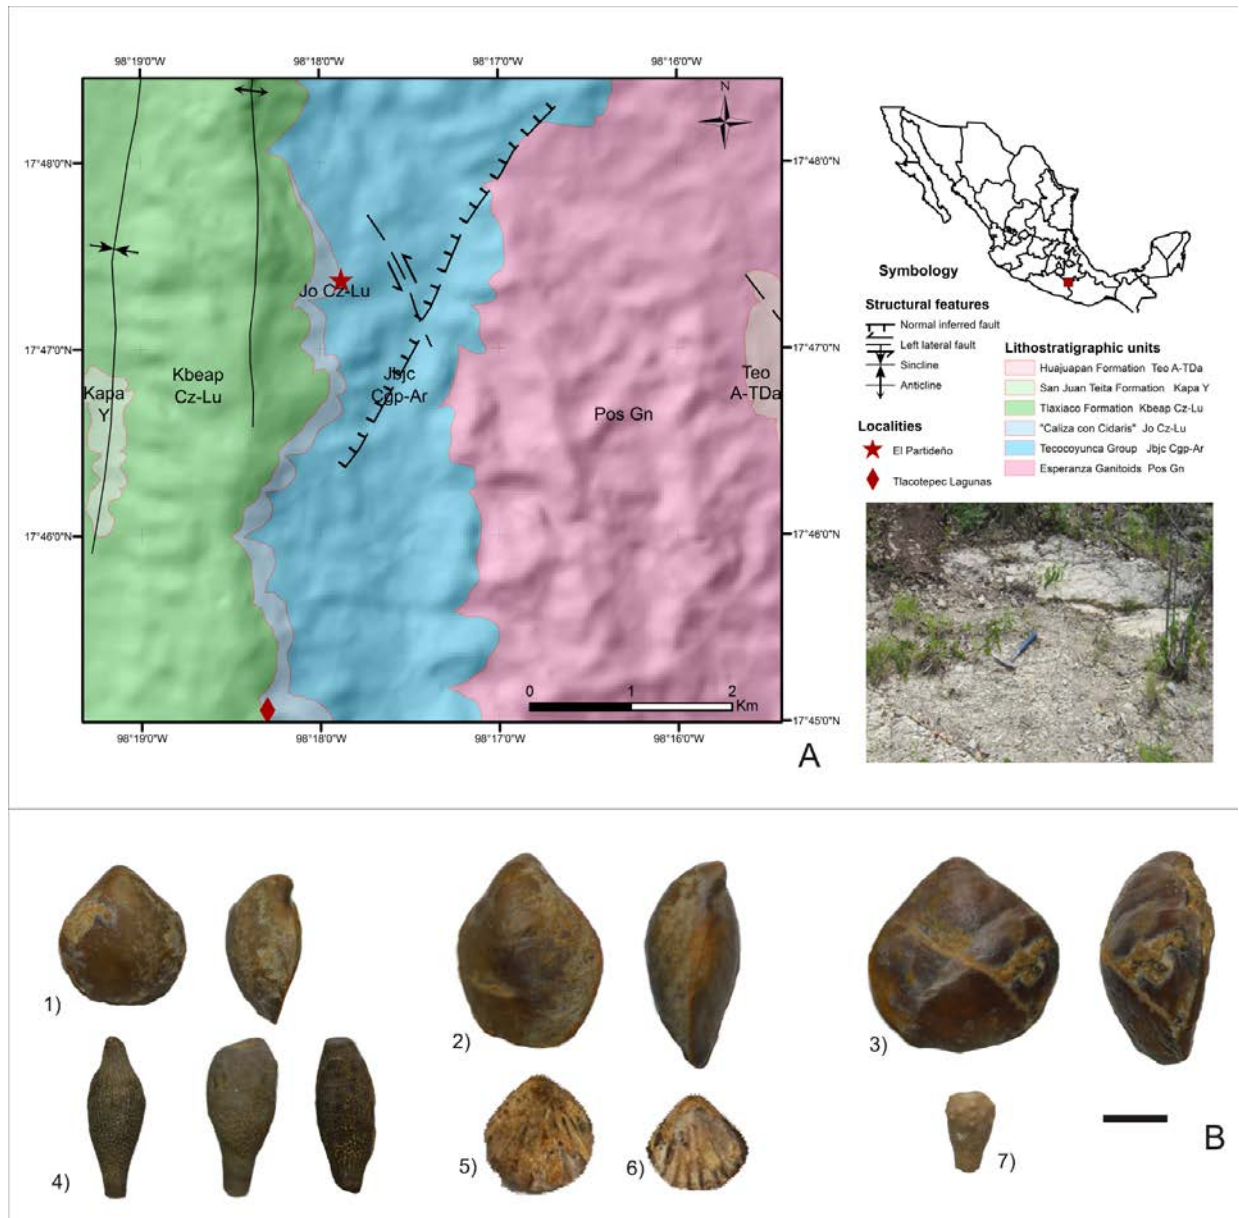 98°19'0"W 98°18'0"W 98°17'0"W 98°16'0"W
N
17°48'0"N 17°48'0"N
Jo Cz-Lu
17°47'0"N 17°47'0"N
Kapa
Y
Kbeap
Cz-Lu
Jbjc
Cgp-Ar
Pos Gn
Teo
A-TDa
17°46'0"N 17°46'0"N
0 1 2
Km
17°45'0"N
98°19'0"W 98°18'0"W 98°17'0"W 98°16'0"W
A
Symbology
Structural features
Normal inferred fault
Left lateral fault
Sincline
Anticline
Localities
El Partideño
Tlacotepec Lagunas
Lithostratigraphic units
Huajuapan Formation Teo A-TDa
San Juan Teita Formation Kapa Y
Tlaxiaco Formation Kbeap Cz-Lu
"Caliza con Cidaris" Jo Cz-Lu
Tecocoyunca Group Jbjc Cgp-Ar
Esperanza Ganitoids Pos Gn
1)
2)
3)
4)
5)
6)
7)
B